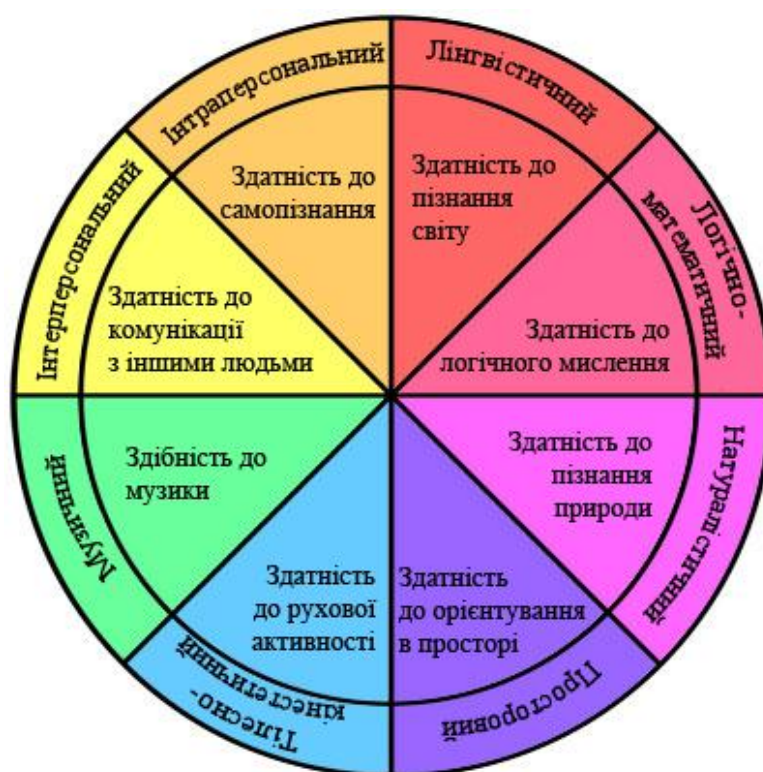 Лінгвістичний
Здатність до
пізнання
світу
Логічно-
математичний
Здатність до
логічного мислення
Натуралістичний
Здатність до
пізнання
природи
Просторовий
Здатність
до орієнтування
в просторі
Тілесно-
кінестетичний
Здатність
до рухової
активності
Музичний
Здібність до
музики
Інтерперсональний
Здатність до
комунікації
з іншими людьми
Інтраперсональний
Здатність до
самопізнання